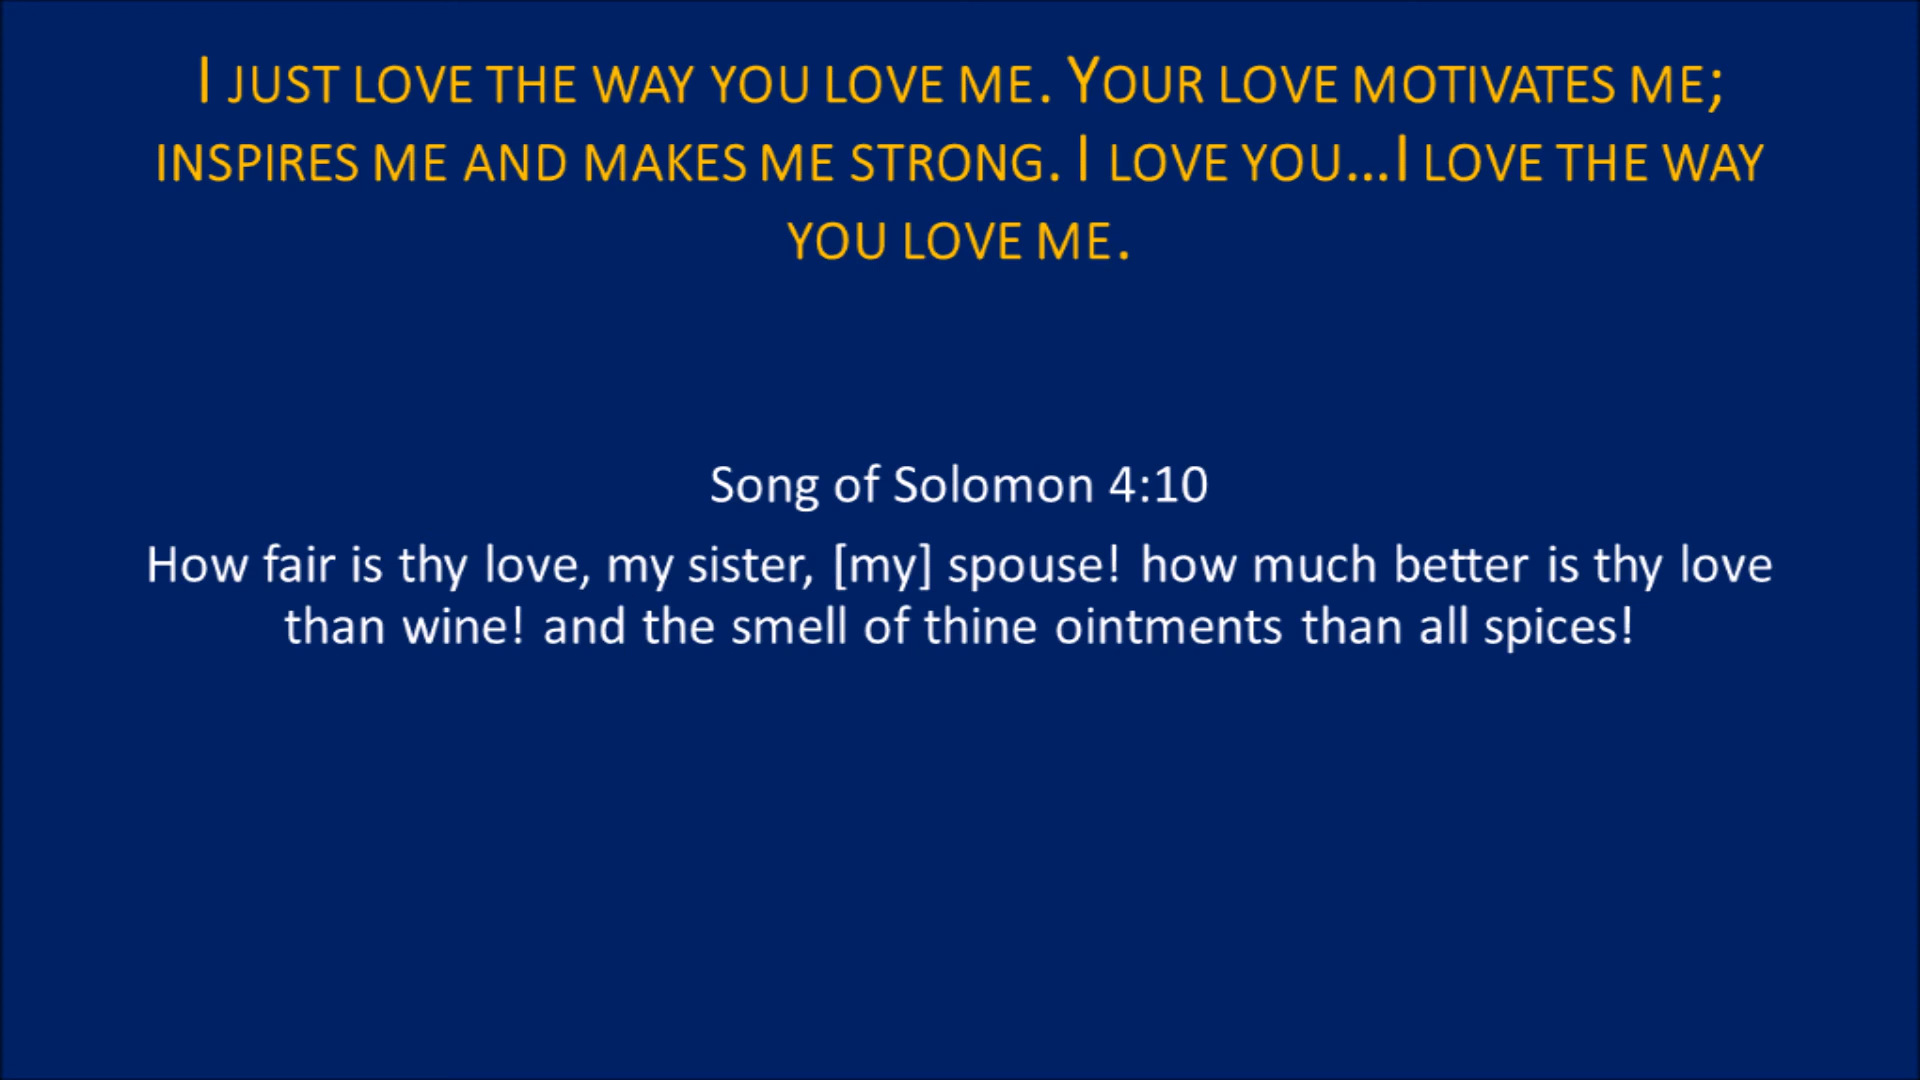 I JUST LOVE THE WAY YOU LOVE ME. YOUR LOVE MOTIVATES ME;
INSPIRES ME AND MAKES ME STRONG. I LOVE YOU…I LOVE THE WAY
YOU LOVE ME.
Song of Solomon 4:10
How fair is thy love, my sister, [my] spouse! how much better is thy love
than wine! and the smell of thine ointments than all spices!